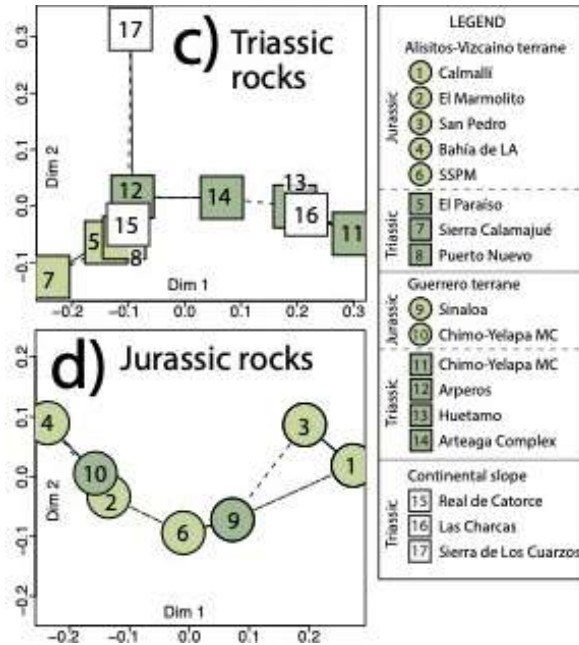 c) Triassic rocks
0.3
0.2
0.1
0.0
−0.1
Dim 2
17
12
14
13
15
16
5
8
11
7
Dim 1
−0.2
−0.1
0.0
0.1
0.2
0.3
d) Jurassic rocks
0.2
0.1
0.0
−0.1
−0.2
Dim 2
4
3
10
1
2
6
9
Dim 1
−0.2
−0.1
0.0
0.1
0.2
LEGEND
Alisitos-Vizcaino terrane
Jurassic
1 Calmallí
2 El Marmolito
3 San Pedro
4 Bahía de LA
6 SSPM
Triassic
5 El Paraíso
7 Sierra Calamajué
8 Puerto Nuevo
Guerrero terrane
Jurassic
9 Sinaloa
10 Chimo-Yelapa MC
Triassic
11 Chimo-Yelapa MC
12 Arperos
13 Huetamo
14 Arteaga Complex
Continental slope
Triassic
15 Real de Catorce
16 Las Charcas
17 Sierra de Los Cuarzos